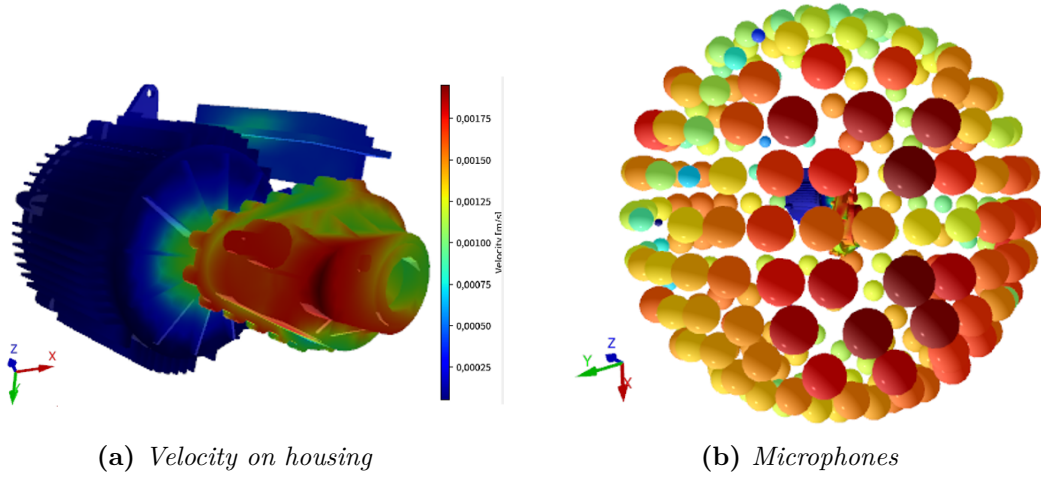 Z
X
0,00175
0,00150
0,00125
0,00100
0,00075
0,00050
0,00025
Velocity [m/s]
Y
Z
X
(a) Velocity on housing
(b) Microphones